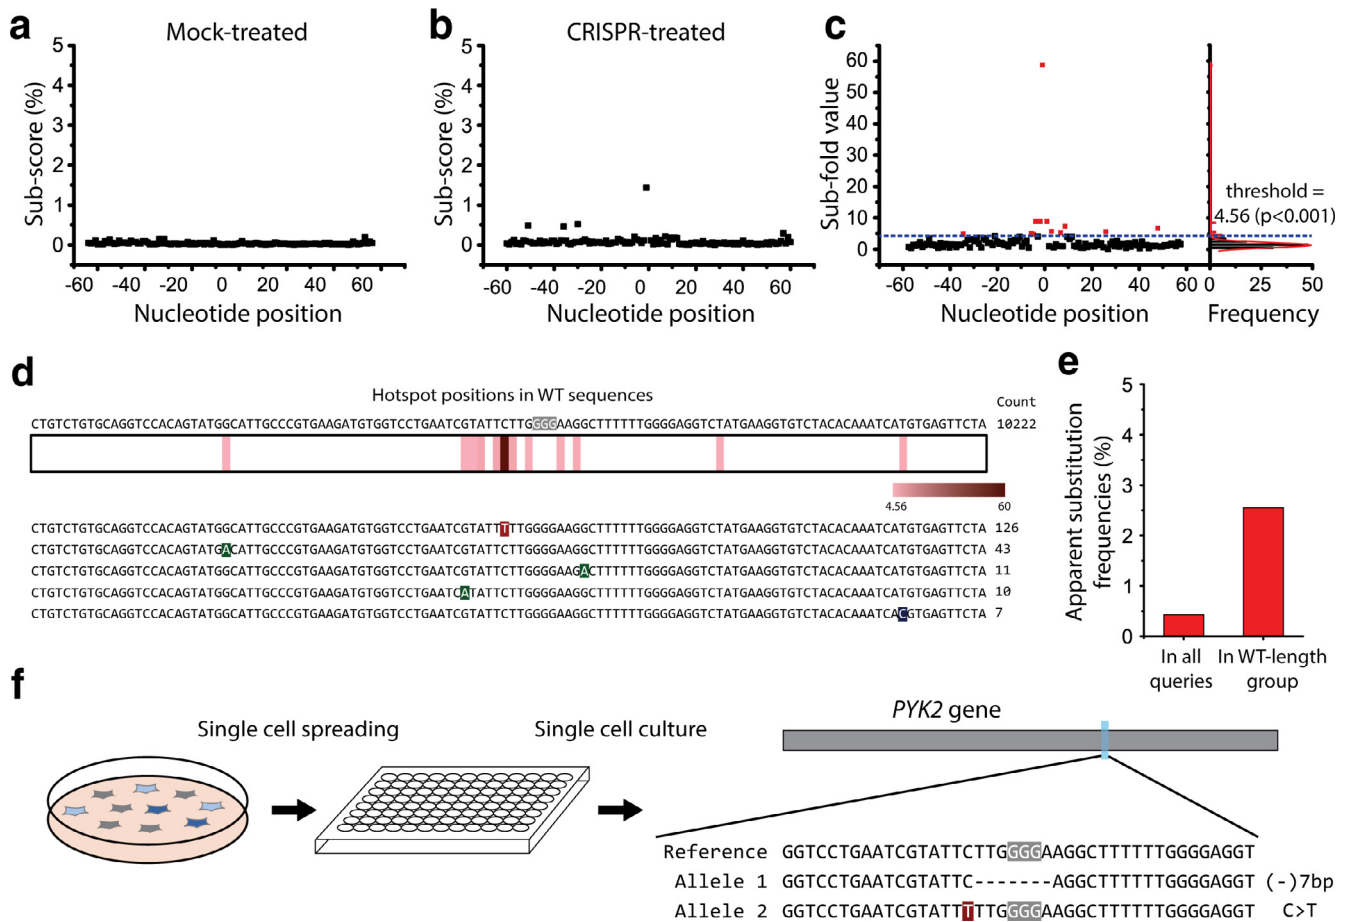 a
Mock-treated
Sub-score (%)
5
4
3
2
1
0
-60 -40 -20 0 20 40 60
Nucleotide position
b
CRISPR-treated
Sub-score (%)
5
4
3
2
1
0
-60 -40 -20 0 20 40 60
Nucleotide position
c
Sub-fold value
60
50
40
30
20
10
0
threshold =
4.56 (p<0.001)
-60 -40 -20 0 20 40 60
0 25 50
Nucleotide position
Frequency
d
Hotspot positions in WT sequences
Count
CTGTCTGTGCAGGTCCACAGTATGGCATTGCCCGTGAAGATGTGGTCCTGAATCGTATTCTTGGGGAAGGCTTTTTTGGGGAGGTCTATGAAGGTGTCTACACAAATCATGTGAGTTCTA 10222
4.56 60
CTGTCTGTGCAGGTCCACAGTATGGCATTGCCCGTGAAGATGTGGTCCTGAATCGTATTTTTGGGGAAGGCTTTTTTGGGGAGGTCTATGAAGGTGTCTACACAAATCATGTGAGTTCTA 126
CTGTCTGTGCAGGTCCACAGTATGACATTGCCCGTGAAGATGTGGTCCTGAATCGTATTCTTGGGGAAGGCTTTTTTGGGGAGGTCTATGAAGGTGTCTACACAAATCATGTGAGTTCTA 43
CTGTCTGTGCAGGTCCACAGTATGGCATTGCCCGTGAAGATGTGGTCCTGAATCGTATTCTTGGGGAAGACTTTTTTGGGGAGGTCTATGAAGGTGTCTACACAAATCATGTGAGTTCTA 11
CTGTCTGTGCAGGTCCACAGTATGGCATTGCCCGTGAAGATGTGGTCCTGAATCATATTCTTGGGGAAGGCTTTTTTGGGGAGGTCTATGAAGGTGTCTACACAAATCATGTGAGTTCTA 10
CTGTCTGTGCAGGTCCACAGTATGGCATTGCCCGTGAAGATGTGGTCCTGAATCGTATTCTTGGGGAAGGCTTTTTTGGGGAGGTCTATGAAGGTGTCTACACAAATCACGTGAGTTCTA 7
e
Apparent substitution
frequencies (%)
5
4
3
2
1
0
In all
queries
In WT-length
group
f
Single cell spreading
Single cell culture
PYK2 gene
Reference GGTCCTGAATCGTATTCTTGGGGAAGGCTTTTTTGGGGAGGT
Allele 1 GGTCCTGAATCGTATTC-------AGGCTTTTTTGGGGAGGT (-)7bp
Allele 2 GGTCCTGAATCGTATTTTTGGGGAAGGCTTTTTTGGGGAGGT C>T